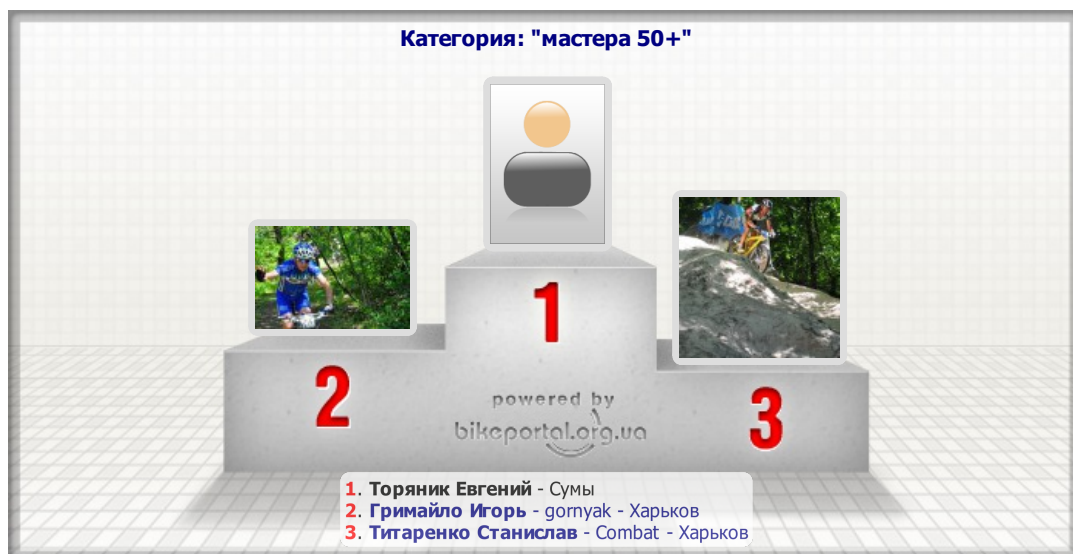 Категория: "мастера 50+"
1
2
3
powered by
bikeportal.org.ua
1. Торяник Евгений - Сумы
2. Гримайло Игорь - gornyak - Харьков
3. Титаренко Станислав - Combat - Харьков